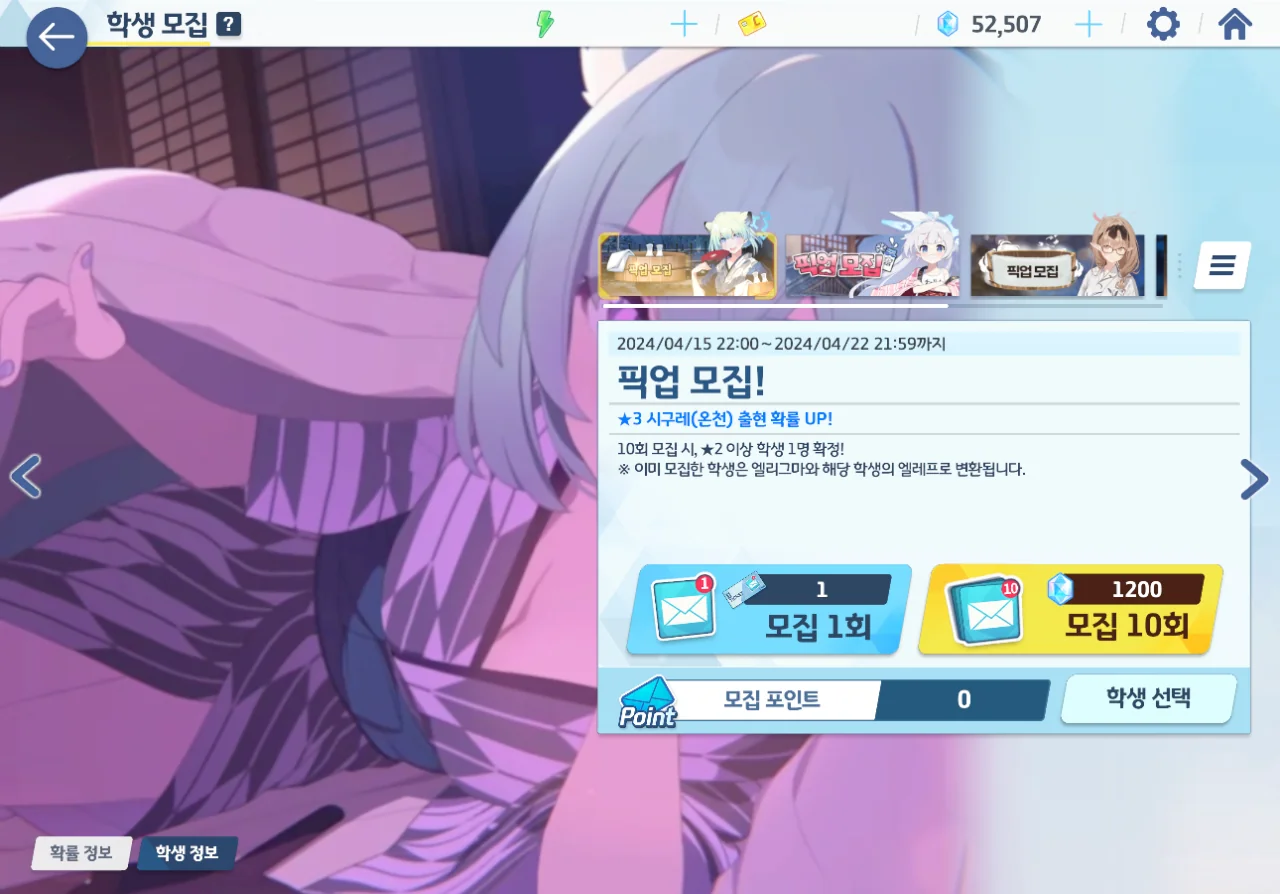 학생 모집 ?
52,507
픽업 모집
픽업 모집
픽업 모집
2024/04/15 22:00~2024/04/22 21:59까지
픽업 모집!
★3 시구레(온천) 출현 확률 UP!
10회 모집 시, ★2 이상 학생 1명 확정!
※ 이미 모집한 학생은 엘리그마와 해당 학생의 엘레프로 변환됩니다.
1
1
모집 1회
10
1200
모집 10회
Point
모집 포인트
0
학생 선택
확률 정보
학생 정보